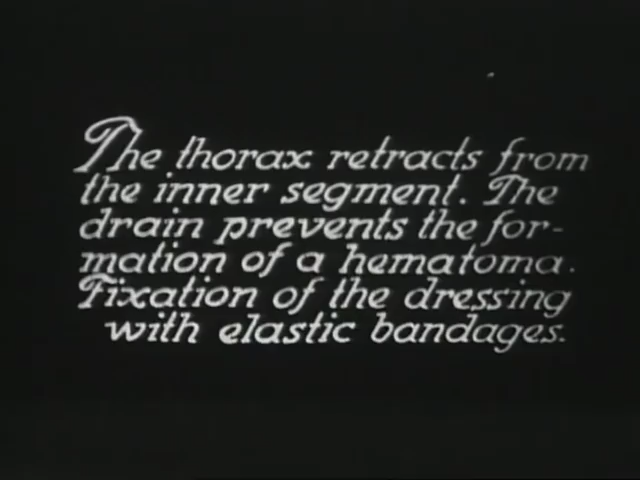 The thorax retracts from
the inner segment. The
drain prevents the for-
mation of a hematoma.
Fixation of the dressing
with elastic bandages.